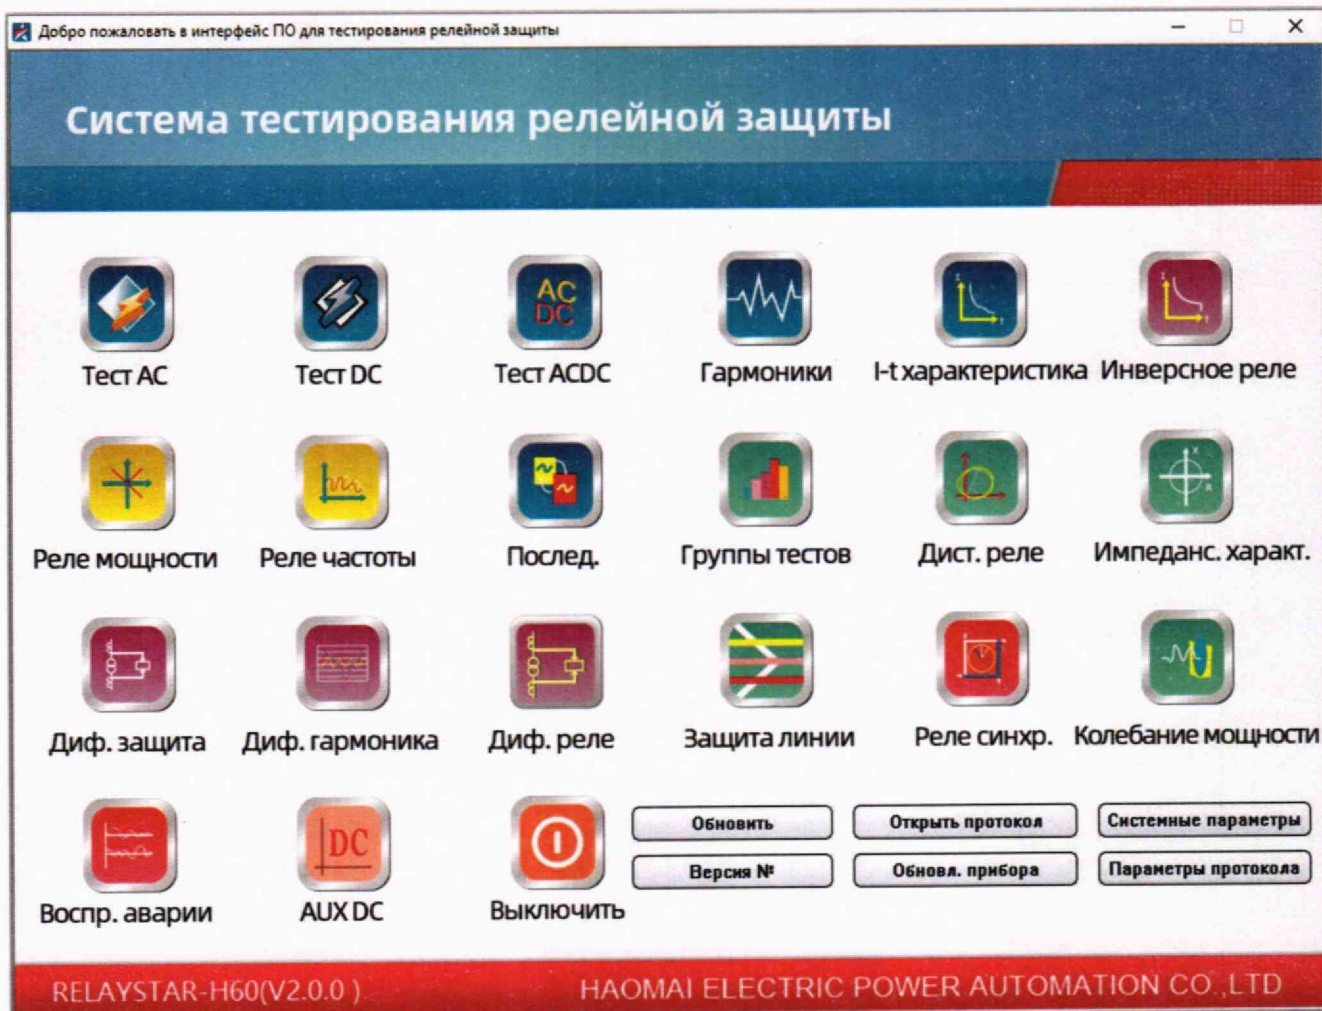 Добро пожаловать в интерфейс ПО для тестирования релейной защиты
Система тестирования релейной защиты
AC
DC
Тест AC
Тест DC
Тест ACDC
Гармоники
I-t характеристика
Инверсное реле
Реле мощности
Реле частоты
Послед.
Группы тестов
Дист. реле
Импеданс. характ.
Диф. защита
Диф. гармоника
Диф. реле
Защита линии
Реле синхр.
Колебание мощности
DC
Обновить
Открыть протокол
Системные параметры
Версия №
Обновл. прибора
Параметры протокола
Воспр. аварии
AUX DC
Выключить
RELAYSTAR-H60(V2.0.0 )
HAOMAI ELECTRIC POWER AUTOMATION CO.,LTD